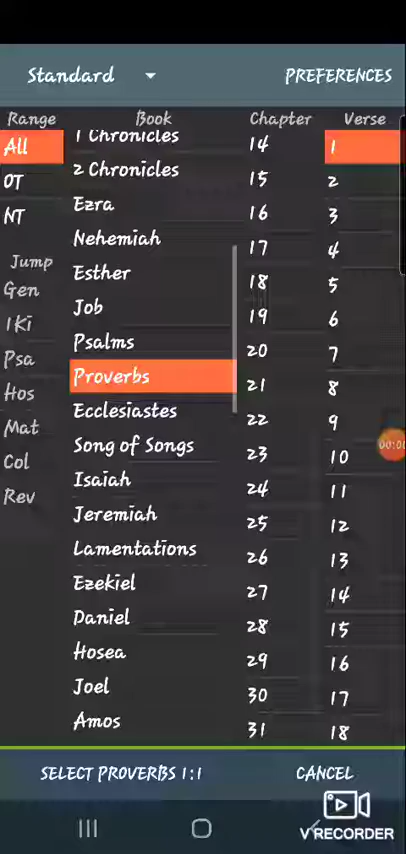 Standard PREFERENCES
Range Book Chapter Verse
All 1 Chronicles 14 1
OT 2 Chronicles 15 2
NT Ezra 16 3
Nehemiah 17 4
Jump Esther 18 5
Gen Job 19 6
1Ki Psalms 20 7
Psa Proverbs 21 8
Hos Ecclesiastes 22 9
Mat Song of Songs 23 10
Col Isaiah 24 11
Rev Jeremiah 25 12
Lamentations 26 13
Ezekiel 27 14
Daniel 28 15
Hosea 29 16
Joel 30 17
Amos 31 18
SELECT PROVERBS 1:1 CANCEL
V RECORDER